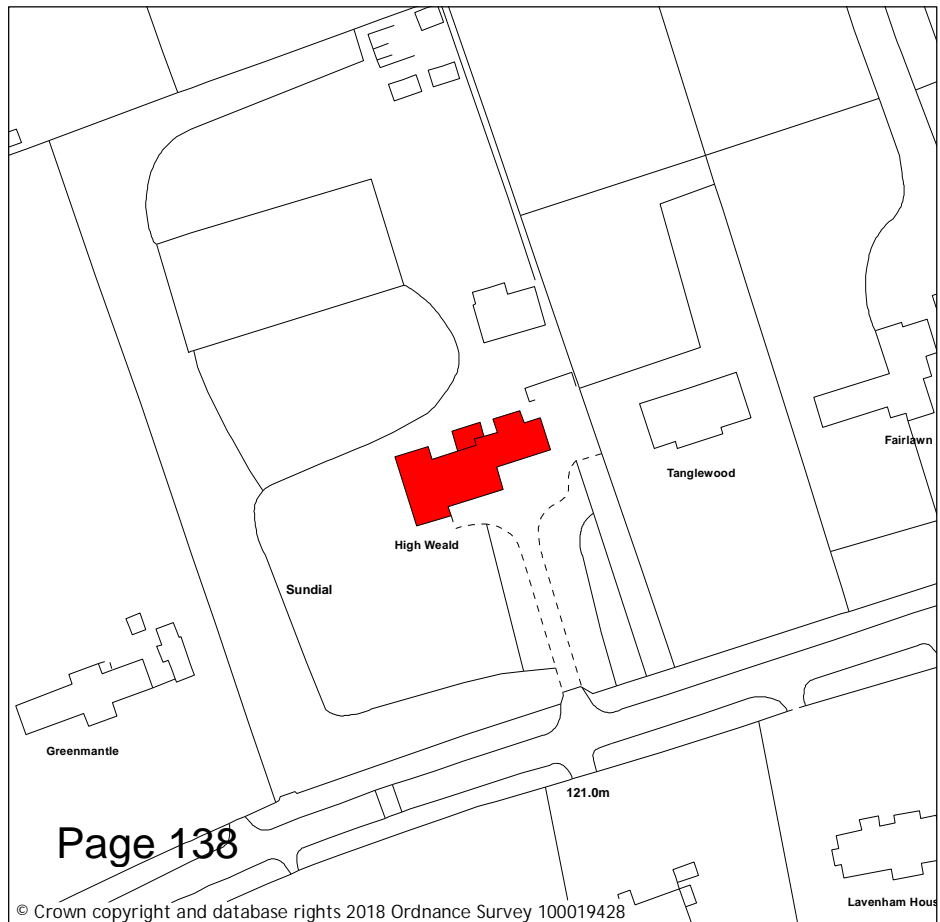 Fairlawn
Tanglewood
High Weald
Sundial
Greenmantle
121.0m
Page 138
Lavenham Hous
© Crown copyright and database rights 2018 Ordnance Survey 100019428